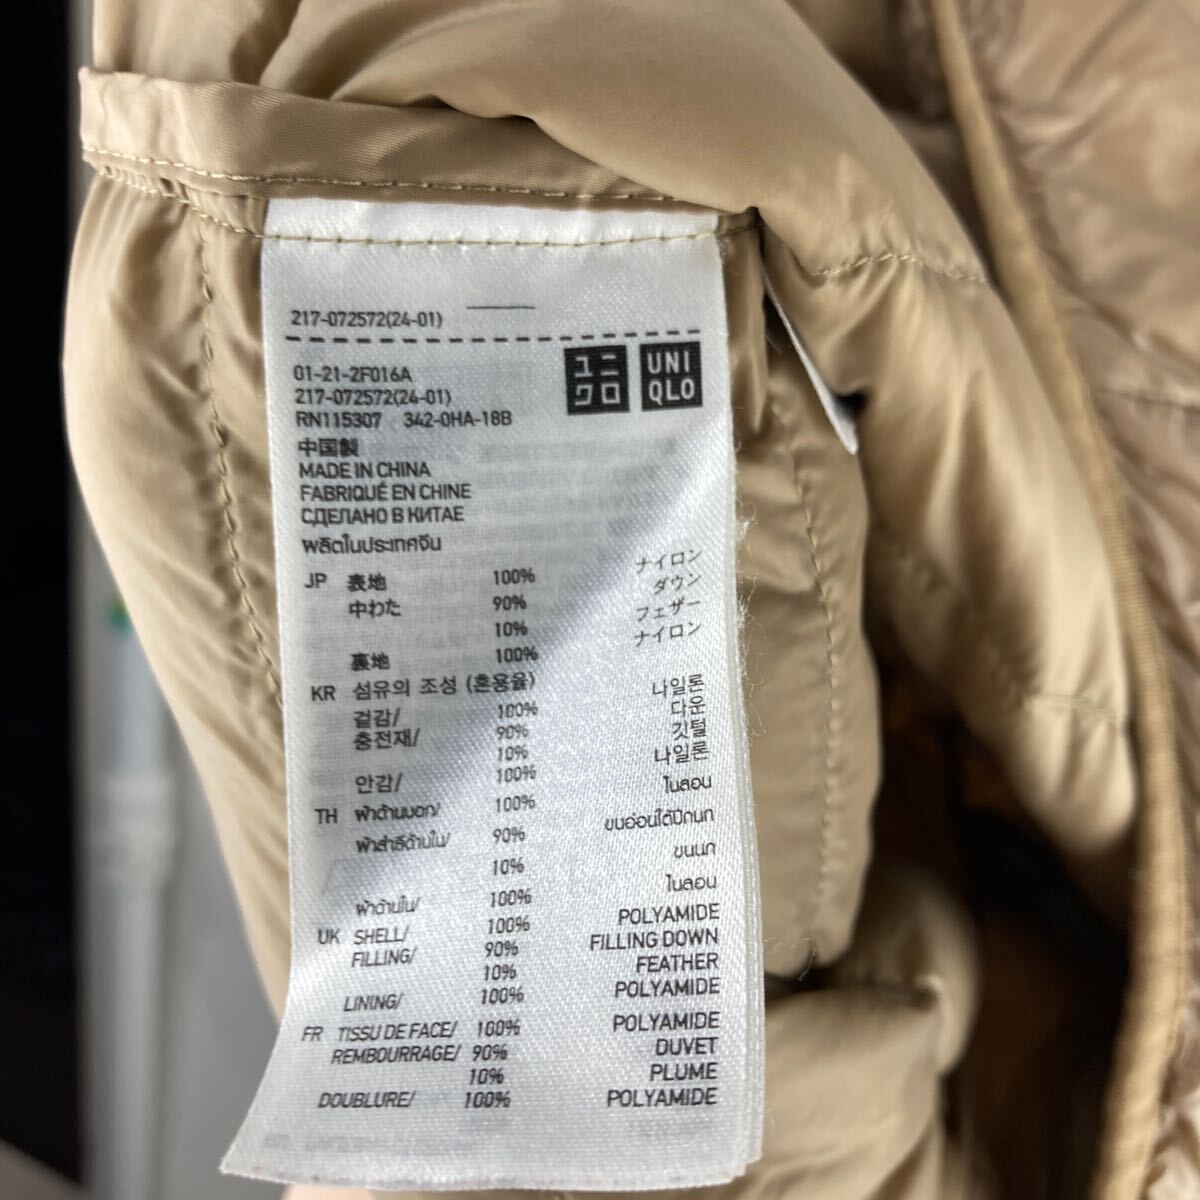 217-072572(24-01)
ユニクロ
UNIQLO
01-21-2F016A
217-072572(24-01)
RN115307 342-0HA-18B
中国製
MADE IN CHINA
FABRIQUÉ EN CHINE
СДЕЛАНО В КИТАЕ
ผลิตในประเทศจีน
JP 表地 100% ナイロン
中わた 90% ダウン
10% フェザー
裏地 100% ナイロン
KR 섬유의 조성 (혼용율)
겉감/ 100% 나일론
충전재/ 90% 다운
10% 깃털
안감/ 100% 나일론
TH ผ้าด้านนอก/ 100% ไนลอน
ผ้าสำลีด้านใน/ 90% ขนอ่อนใต้ปีกนก
10% ขนนก
ผ้าด้านใน/ 100% ไนลอน
UK SHELL/ 100% POLYAMIDE
FILLING/ 90% FILLING DOWN
10% FEATHER
LINING/ 100% POLYAMIDE
FR TISSU DE FACE/ 100% POLYAMIDE
REMBOURRAGE/ 90% DUVET
10% PLUME
DOUBLURE/ 100% POLYAMIDE